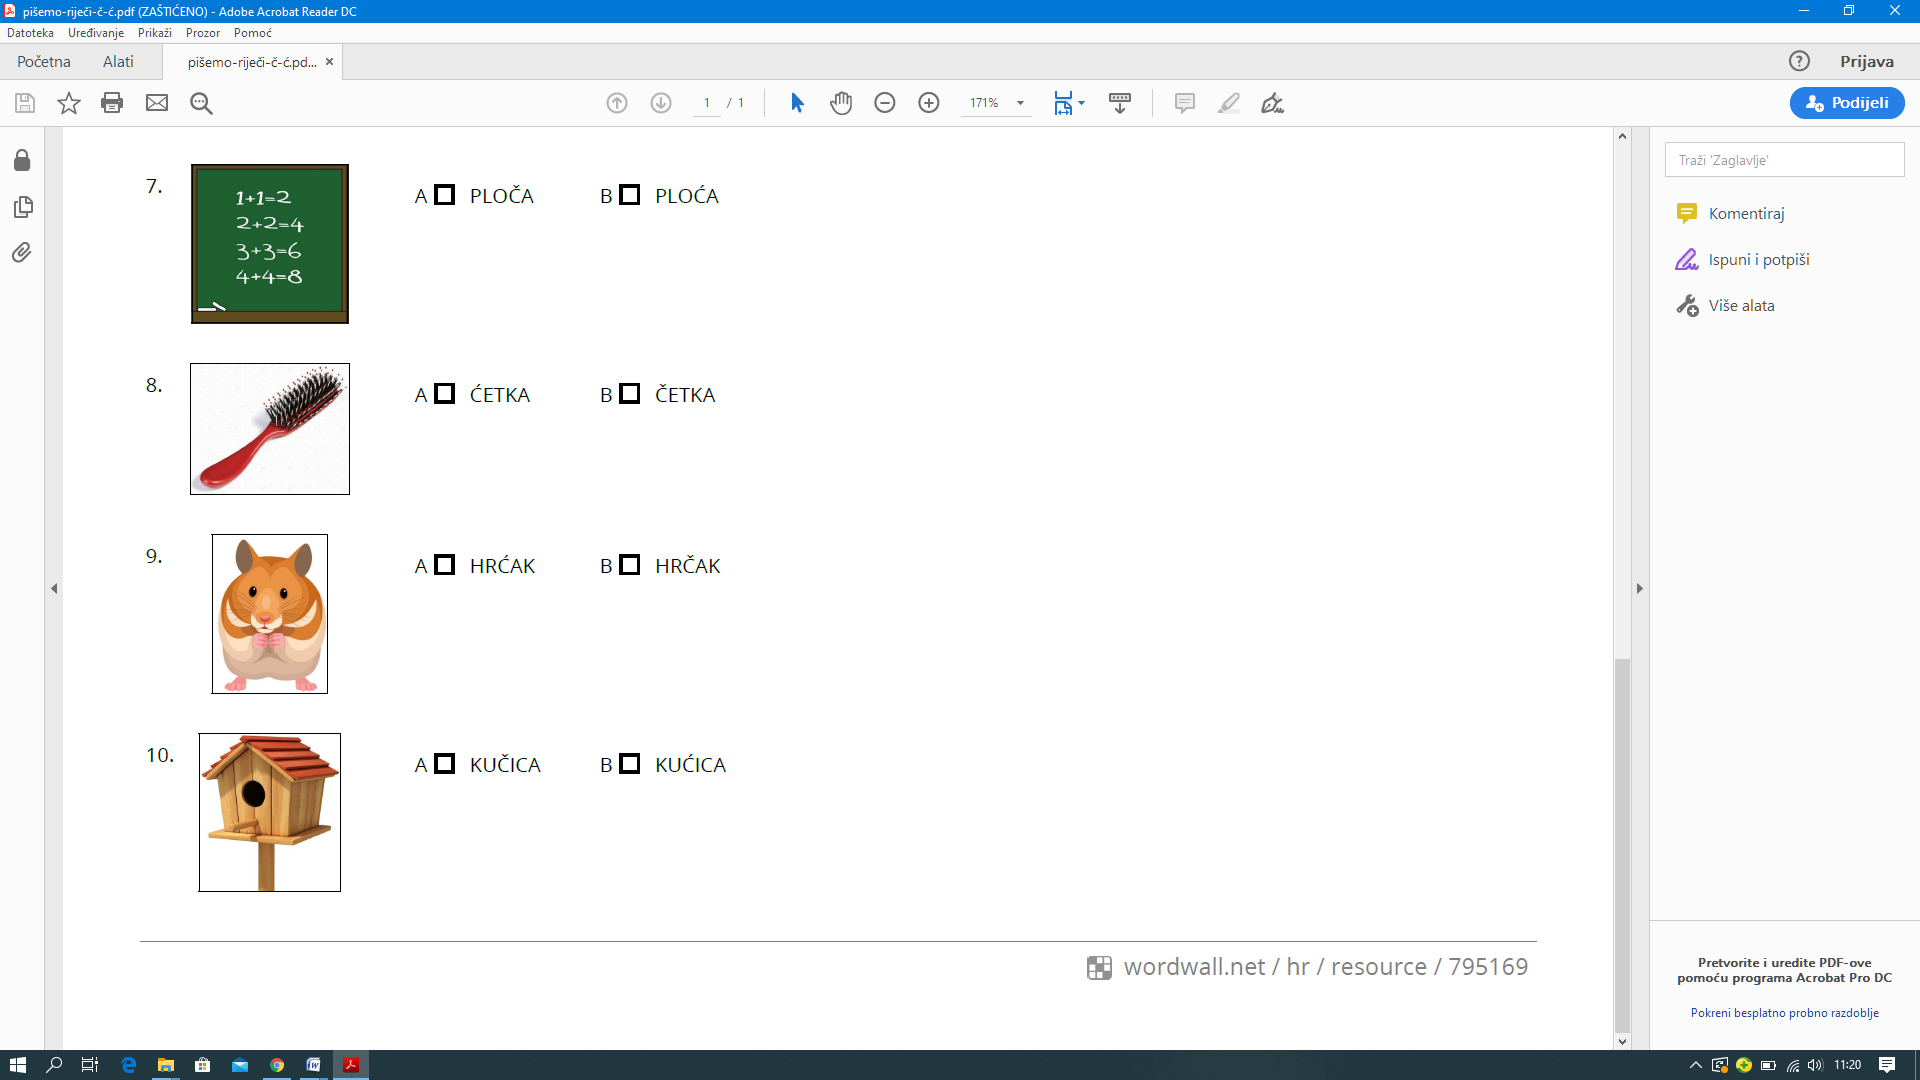 pišemo-riječi-č-ć.pdf (ZAŠTIĆENO) - Adobe Acrobat Reader DC
Datoteka Uređivanje Prikaži Prozor Pomoć
Početna Alati pišemo-riječi-č-ć.pd... × Prijava
1 / 1 171% Podijeli
7. A PLOČA B PLOĆA
1+1=2
2+2=4
3+3=6
4+4=8
8. A ĆETKA B ČETKA
9. A HRĆAK B HRČAK
10. A KUČICA B KUĆICA
wordwall.net / hr / resource / 795169
Traži 'Zaglavlje'
Komentiraj
Ispuni i potpiši
Više alata
Pretvorite i uredite PDF-ove
pomoću programa Acrobat Pro DC
Pokreni besplatno probno razdoblje
11:20